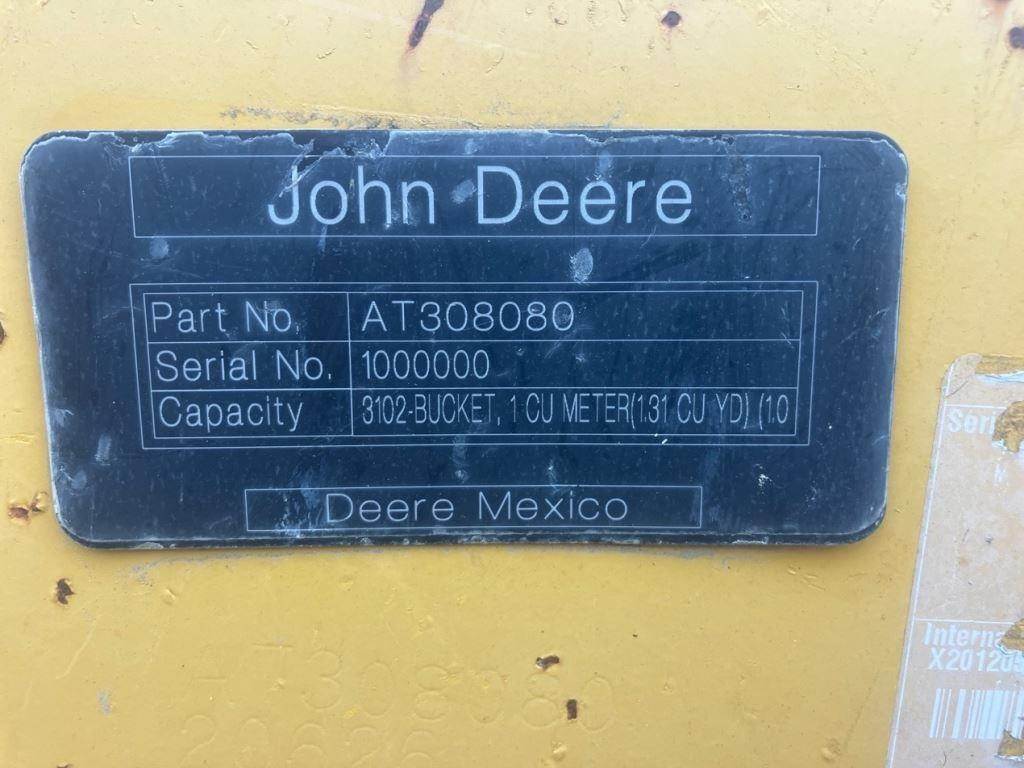 John Deere
Part No. AT308080
Serial No. 1000000
Capacity 3102-BUCKET, 1 CU METER(1.31 CU YD) (1.0
Deere Mexico
AT308080